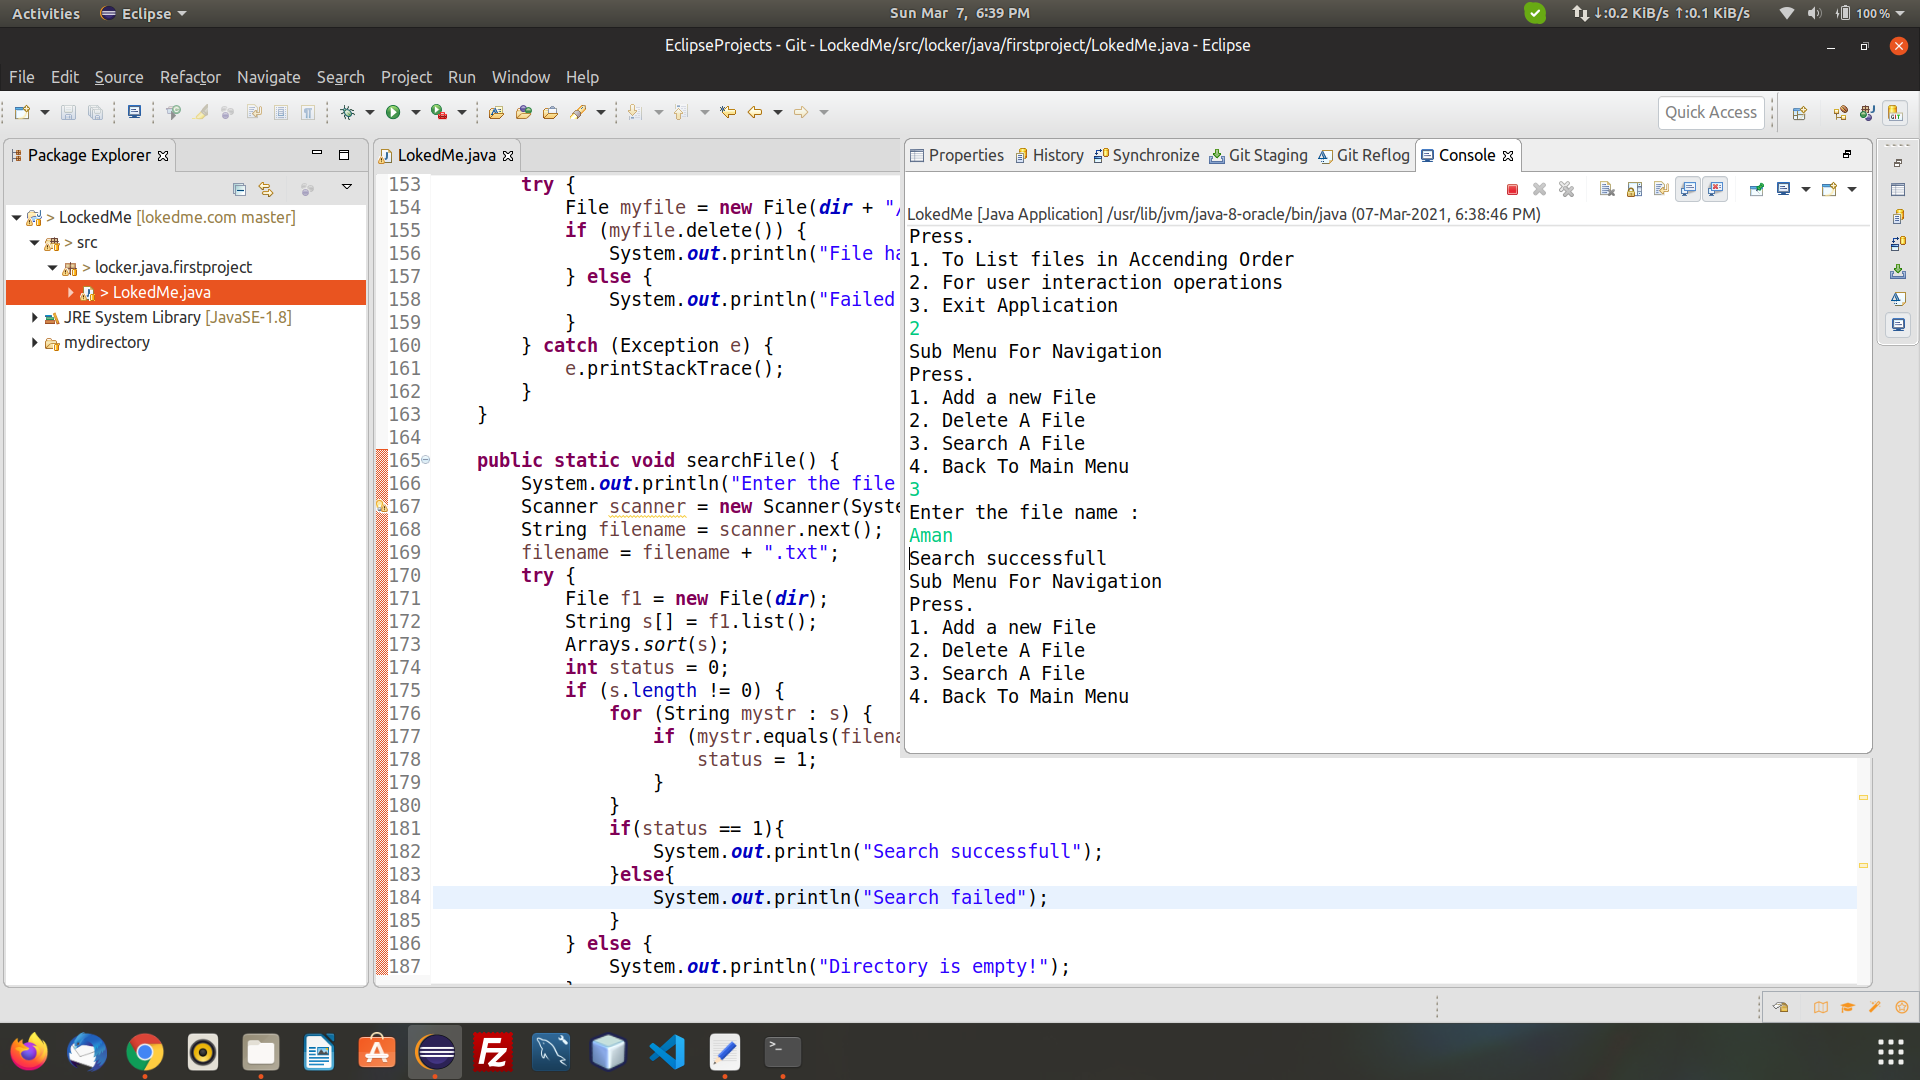 Activities Eclipse Sun Mar 7, 6:39 PM ↓:0.2 KiB/s ↑:0.1 KiB/s 100 %
EclipseProjects - Git - LockedMe/src/locker/java/firstproject/LokedMe.java - Eclipse
File Edit Source Refactor Navigate Search Project Run Window Help
Quick Access
Package Explorer
> LockedMe [lokedme.com master]
> src
> locker.java.firstproject
> LokedMe.java
JRE System Library [JavaSE-1.8]
mydirectory
LokedMe.java
153 try {
154 File myfile = new File(dir + "/
155 if (myfile.delete()) {
156 System.out.println("File ha
157 } else {
158 System.out.println("Failed
159 }
160 } catch (Exception e) {
161 e.printStackTrace();
162 }
163 }
164
165 public static void searchFile() {
166 System.out.println("Enter the file
167 Scanner scanner = new Scanner(Syste
168 String filename = scanner.next();
169 filename = filename + ".txt";
170 try {
171 File f1 = new File(dir);
172 String s[] = f1.list();
173 Arrays.sort(s);
174 int status = 0;
175 if (s.length != 0) {
176 for (String mystr : s) {
177 if (mystr.equals(filena
178 status = 1;
179 }
180 }
181 if(status == 1){
182 System.out.println("Search successfull");
183 }else{
184 System.out.println("Search failed");
185 }
186 } else {
187 System.out.println("Directory is empty!");
Properties History Synchronize Git Staging Git Reflog Console
LokedMe [Java Application] /usr/lib/jvm/java-8-oracle/bin/java (07-Mar-2021, 6:38:46 PM)
Press.
1. To List files in Accending Order
2. For user interaction operations
3. Exit Application
2
Sub Menu For Navigation
Press.
1. Add a new File
2. Delete A File
3. Search A File
4. Back To Main Menu
3
Enter the file name :
Aman
Search successfull
Sub Menu For Navigation
Press.
1. Add a new File
2. Delete A File
3. Search A File
4. Back To Main Menu